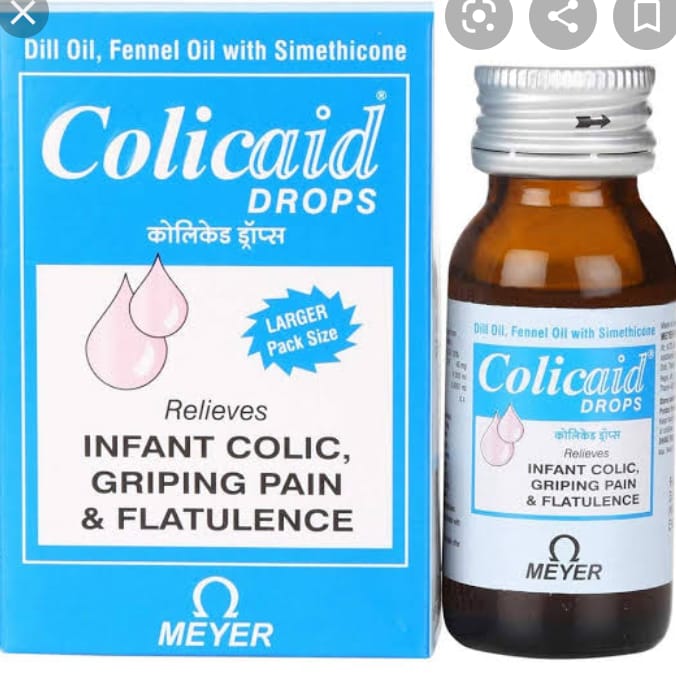 Dill Oil, Fennel Oil with Simethicone
Colicaid®
DROPS
कोलिकेड ड्रॉप्स
LARGER
Pack Size
Relieves
INFANT COLIC,
GRIPING PAIN
& FLATULENCE
MEYER
Dill Oil, Fennel Oil with Simethicone
Colicaid®
DROPS
कोलिकेड ड्रॉप्स
Relieves
INFANT COLIC,
GRIPING PAIN
& FLATULENCE
MEYER